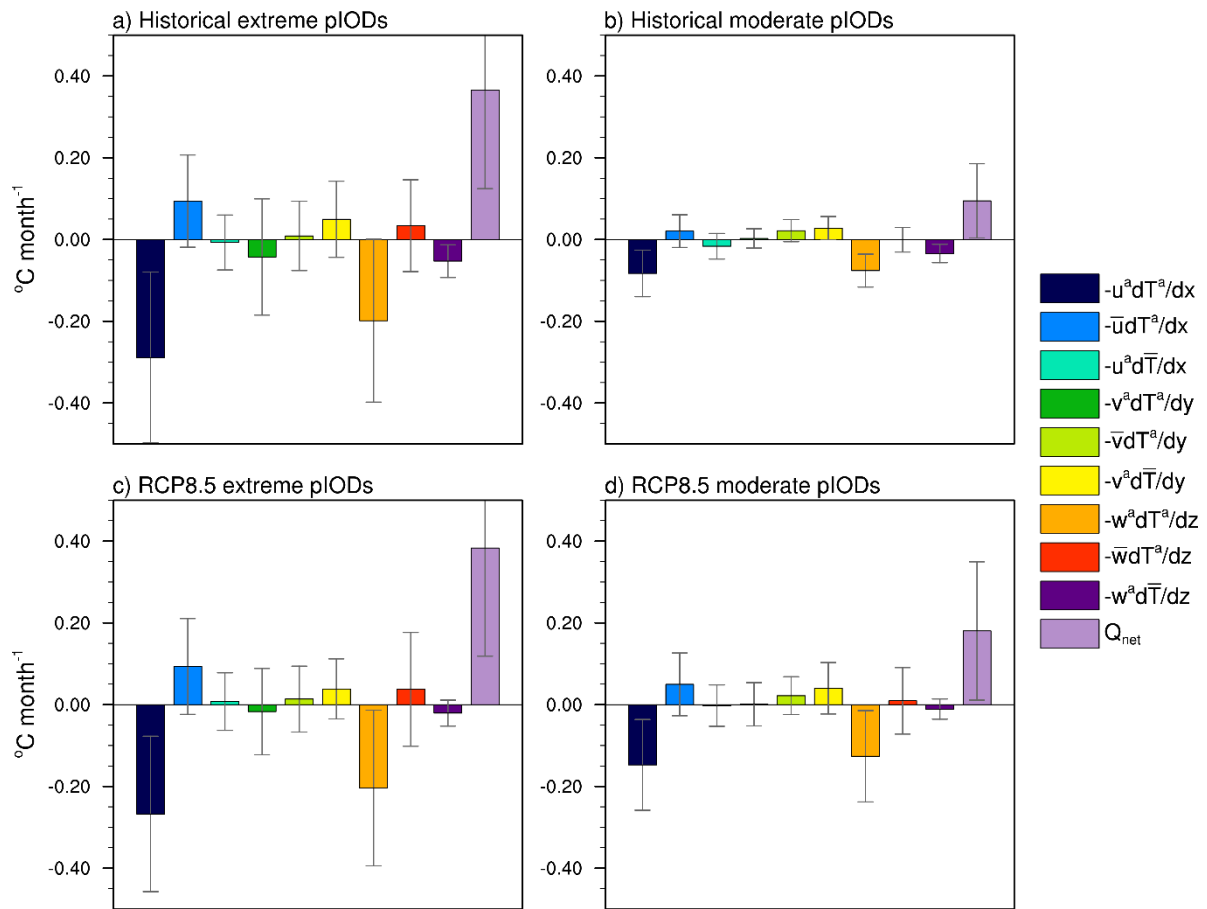 a) Historical extreme pIODs
b) Historical moderate pIODs
0.40
0.20
0.00
-0.20
-0.40
°C month⁻¹
0.40
0.20
0.00
-0.20
-0.40
c) RCP8.5 extreme pIODs
d) RCP8.5 moderate pIODs
0.40
0.20
0.00
-0.20
-0.40
°C month⁻¹
0.40
0.20
0.00
-0.20
-0.40
-uᵃdTᵃ/dx
-u̅dTᵃ/dx
-uᵃdT̅/dx
-vᵃdTᵃ/dy
-v̅dTᵃ/dy
-vᵃdT̅/dy
-wᵃdTᵃ/dz
-w̅dTᵃ/dz
-wᵃdT̅/dz
Qnet